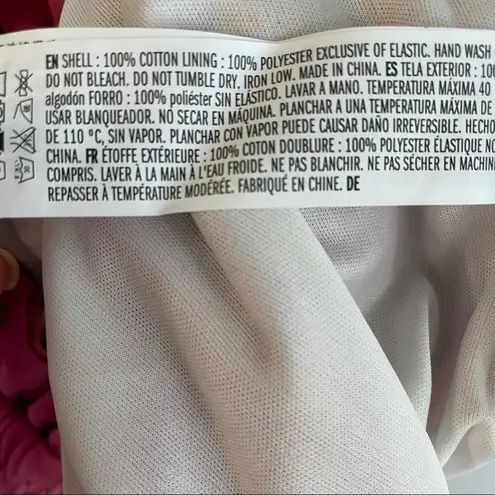 EN SHELL : 100% COTTON LINING : 100% POLYESTER EXCLUSIVE OF ELASTIC. HAND WASH
DO NOT BLEACH. DO NOT TUMBLE DRY. IRON LOW. MADE IN CHINA. ES TELA EXTERIOR : 100
algodón FORRO : 100% poliéster SIN ELÁSTICO. LAVAR A MANO. TEMPERATURA MÁXIMA 40
USAR BLANQUEADOR. NO SECAR EN MÁQUINA. PLANCHAR A UNA TEMPERATURA MÁXIMA DE
DE 110 °C, SIN VAPOR. PLANCHAR CON VAPOR PUEDE CAUSAR DAÑO IRREVERSIBLE. HECHO
CHINA. FR ÉTOFFE EXTÉRIEURE : 100% COTON DOUBLURE : 100% POLYESTER ÉLASTIQUE NO
COMPRIS. LAVER À LA MAIN À L'EAU FROIDE. NE PAS BLANCHIR. NE PAS SÉCHER EN MACHIN
REPASSER À TEMPÉRATURE MODÉRÉE. FABRIQUÉ EN CHINE. DE